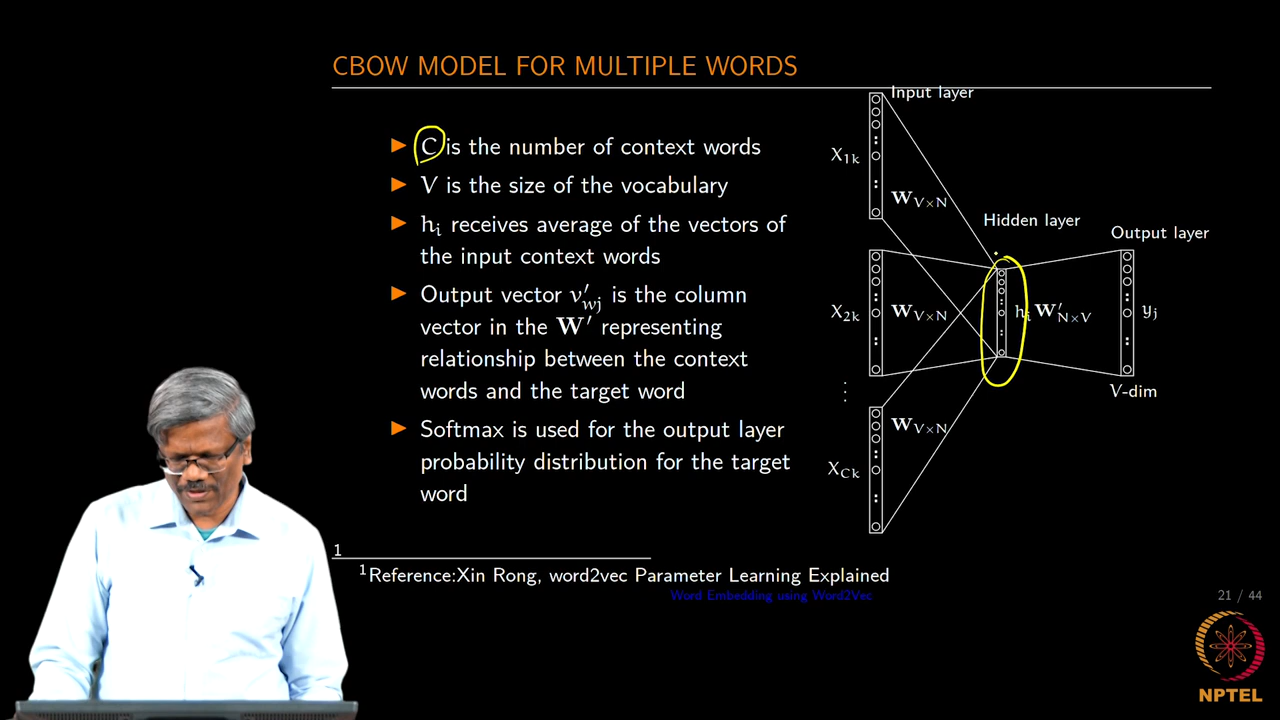 CBOW MODEL FOR MULTIPLE WORDS
▶ C is the number of context words
▶ V is the size of the vocabulary
▶ hᵢ receives average of the vectors of
the input context words
▶ Output vector v′wj is the column
vector in the W′ representing
relationship between the context
words and the target word
▶ Softmax is used for the output layer
probability distribution for the target
word
Input layer
X1k
WV×N
Hidden layer
Output layer
X2k
WV×N
hᵢ
W′N×V
yj
V-dim
WV×N
XCk
1
1Reference:Xin Rong, word2vec Parameter Learning Explained
Word Embedding using Word2Vec
21 / 44
NPTEL